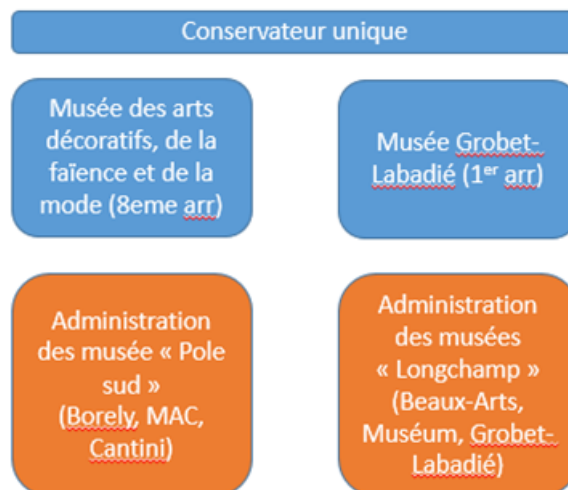 Conservateur unique
Musée des arts
décoratifs, de la
faïence et de la
mode (8eme arr)
Musée Grobet-
Labadié (1er arr)
Administration
des musée « Pole
sud »
(Borely, MAC,
Cantini)
Administration
des musées
« Longchamp »
(Beaux-Arts,
Muséum, Grobet-
Labadié)